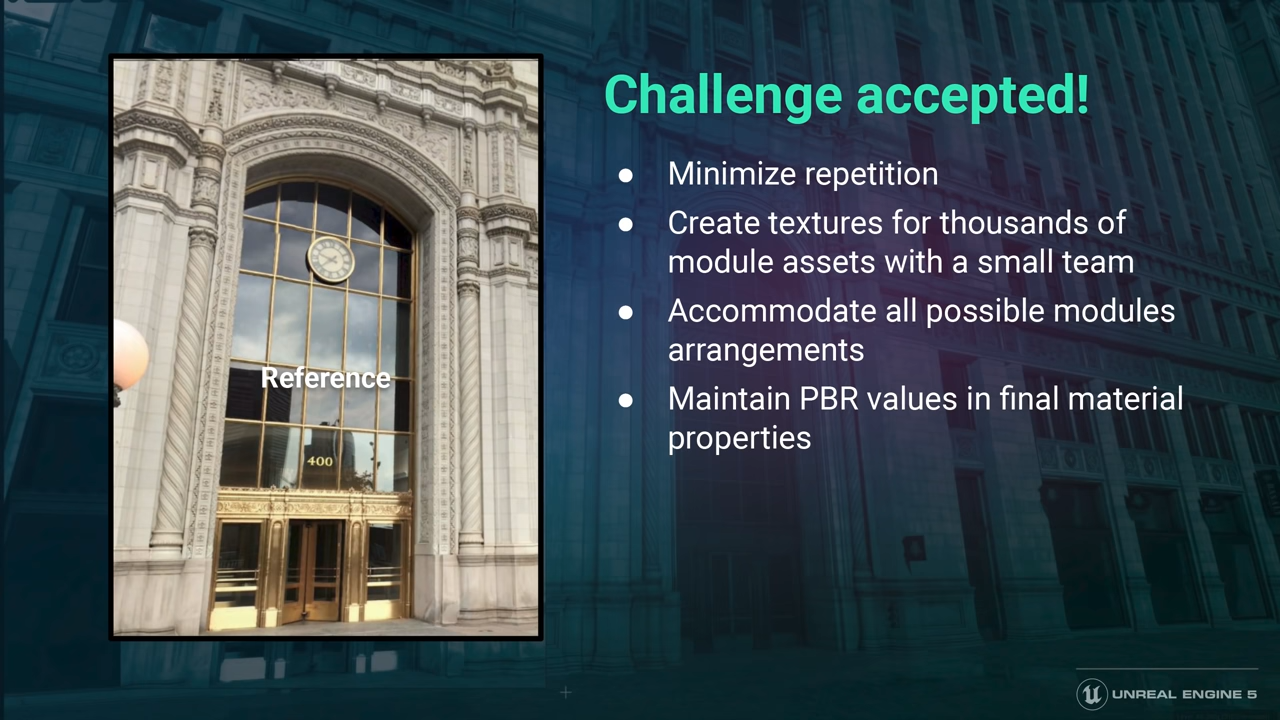 Challenge accepted!
● Minimize repetition
● Create textures for thousands of
module assets with a small team
● Accommodate all possible modules
arrangements
● Maintain PBR values in final material
properties
Reference
400
UNREAL ENGINE 5